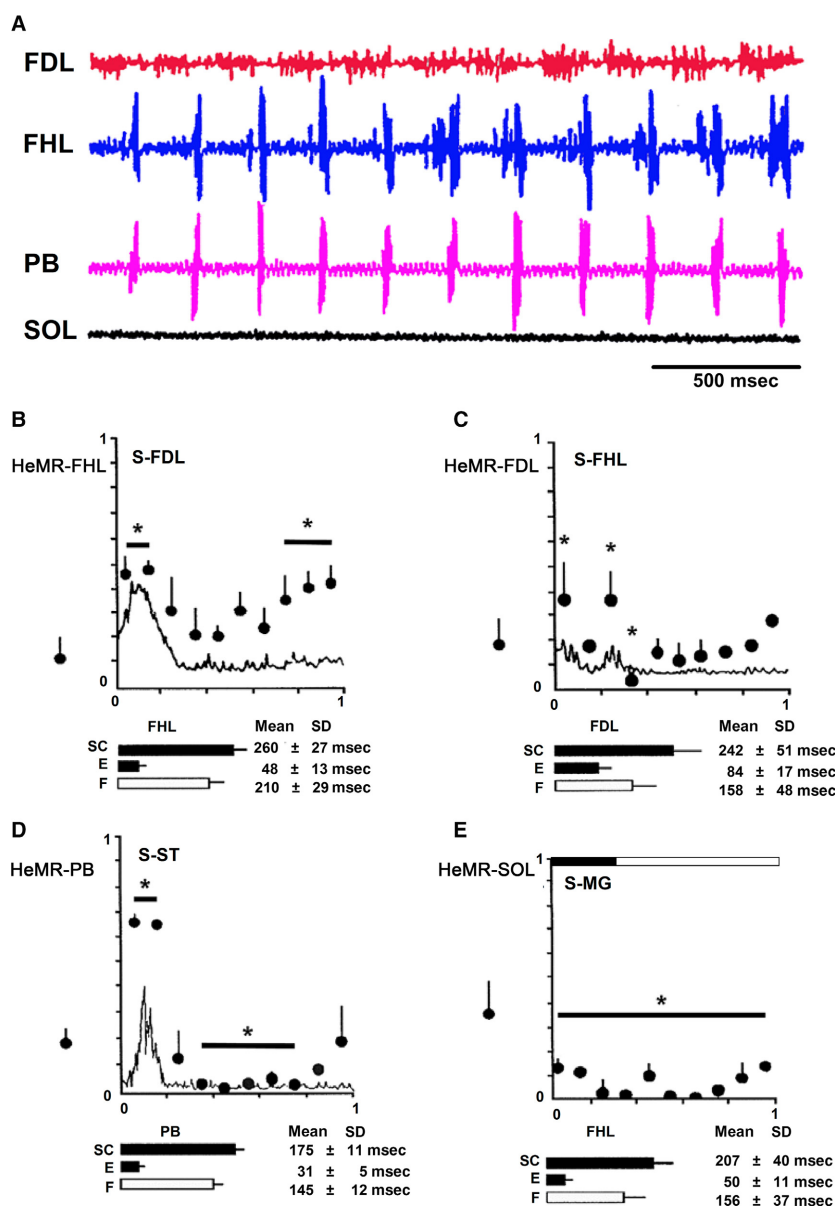 A
FDL
FHL
PB
SOL
500 msec
B
HeMR-FHL
S-FDL
1
*
*
0
0
1
FHL Mean SD
SC 260 ± 27 msec
E 48 ± 13 msec
F 210 ± 29 msec
C
HeMR-FDL
S-FHL
1
*
*
*
0
0
1
FDL Mean SD
SC 242 ± 51 msec
E 84 ± 17 msec
F 158 ± 48 msec
D
HeMR-PB
S-ST
1
*
*
0
0
1
PB Mean SD
SC 175 ± 11 msec
E 31 ± 5 msec
F 145 ± 12 msec
E
HeMR-SOL
1
S-MG
*
0
0
1
FHL Mean SD
SC 207 ± 40 msec
E 50 ± 11 msec
F 156 ± 37 msec